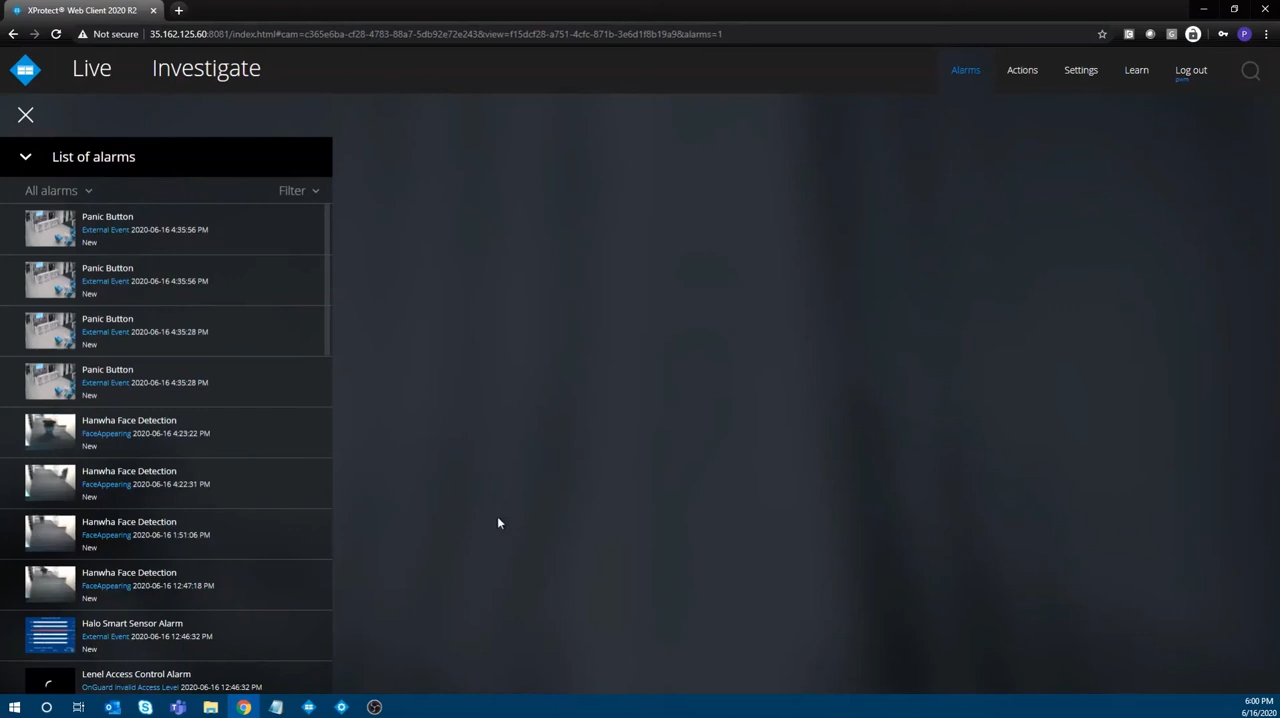 XProtect® Web Client 2020 R2
Not secure 35.162.125.60:8081/index.html#cam=c365e6ba-cf28-4783-88a7-5db92e72e243&view=f15dcf28-a751-4cfc-871b-3e6d1f8b19a9&alarms=1
Live Investigate Alarms Actions Settings Learn Log out
pwm
List of alarms
All alarms Filter
Panic Button
External Event 2020-06-16 4:35:56 PM
New
Panic Button
External Event 2020-06-16 4:35:56 PM
New
Panic Button
External Event 2020-06-16 4:35:28 PM
New
Panic Button
External Event 2020-06-16 4:35:28 PM
New
Hanwha Face Detection
FaceAppearing 2020-06-16 4:23:22 PM
New
Hanwha Face Detection
FaceAppearing 2020-06-16 4:22:31 PM
New
Hanwha Face Detection
FaceAppearing 2020-06-16 1:51:06 PM
New
Hanwha Face Detection
FaceAppearing 2020-06-16 12:47:18 PM
New
Halo Smart Sensor Alarm
External Event 2020-06-16 12:46:32 PM
New
Lenel Access Control Alarm
OnGuard Invalid Access Level 2020-06-16 12:46:32 PM
6:00 PM
6/16/2020